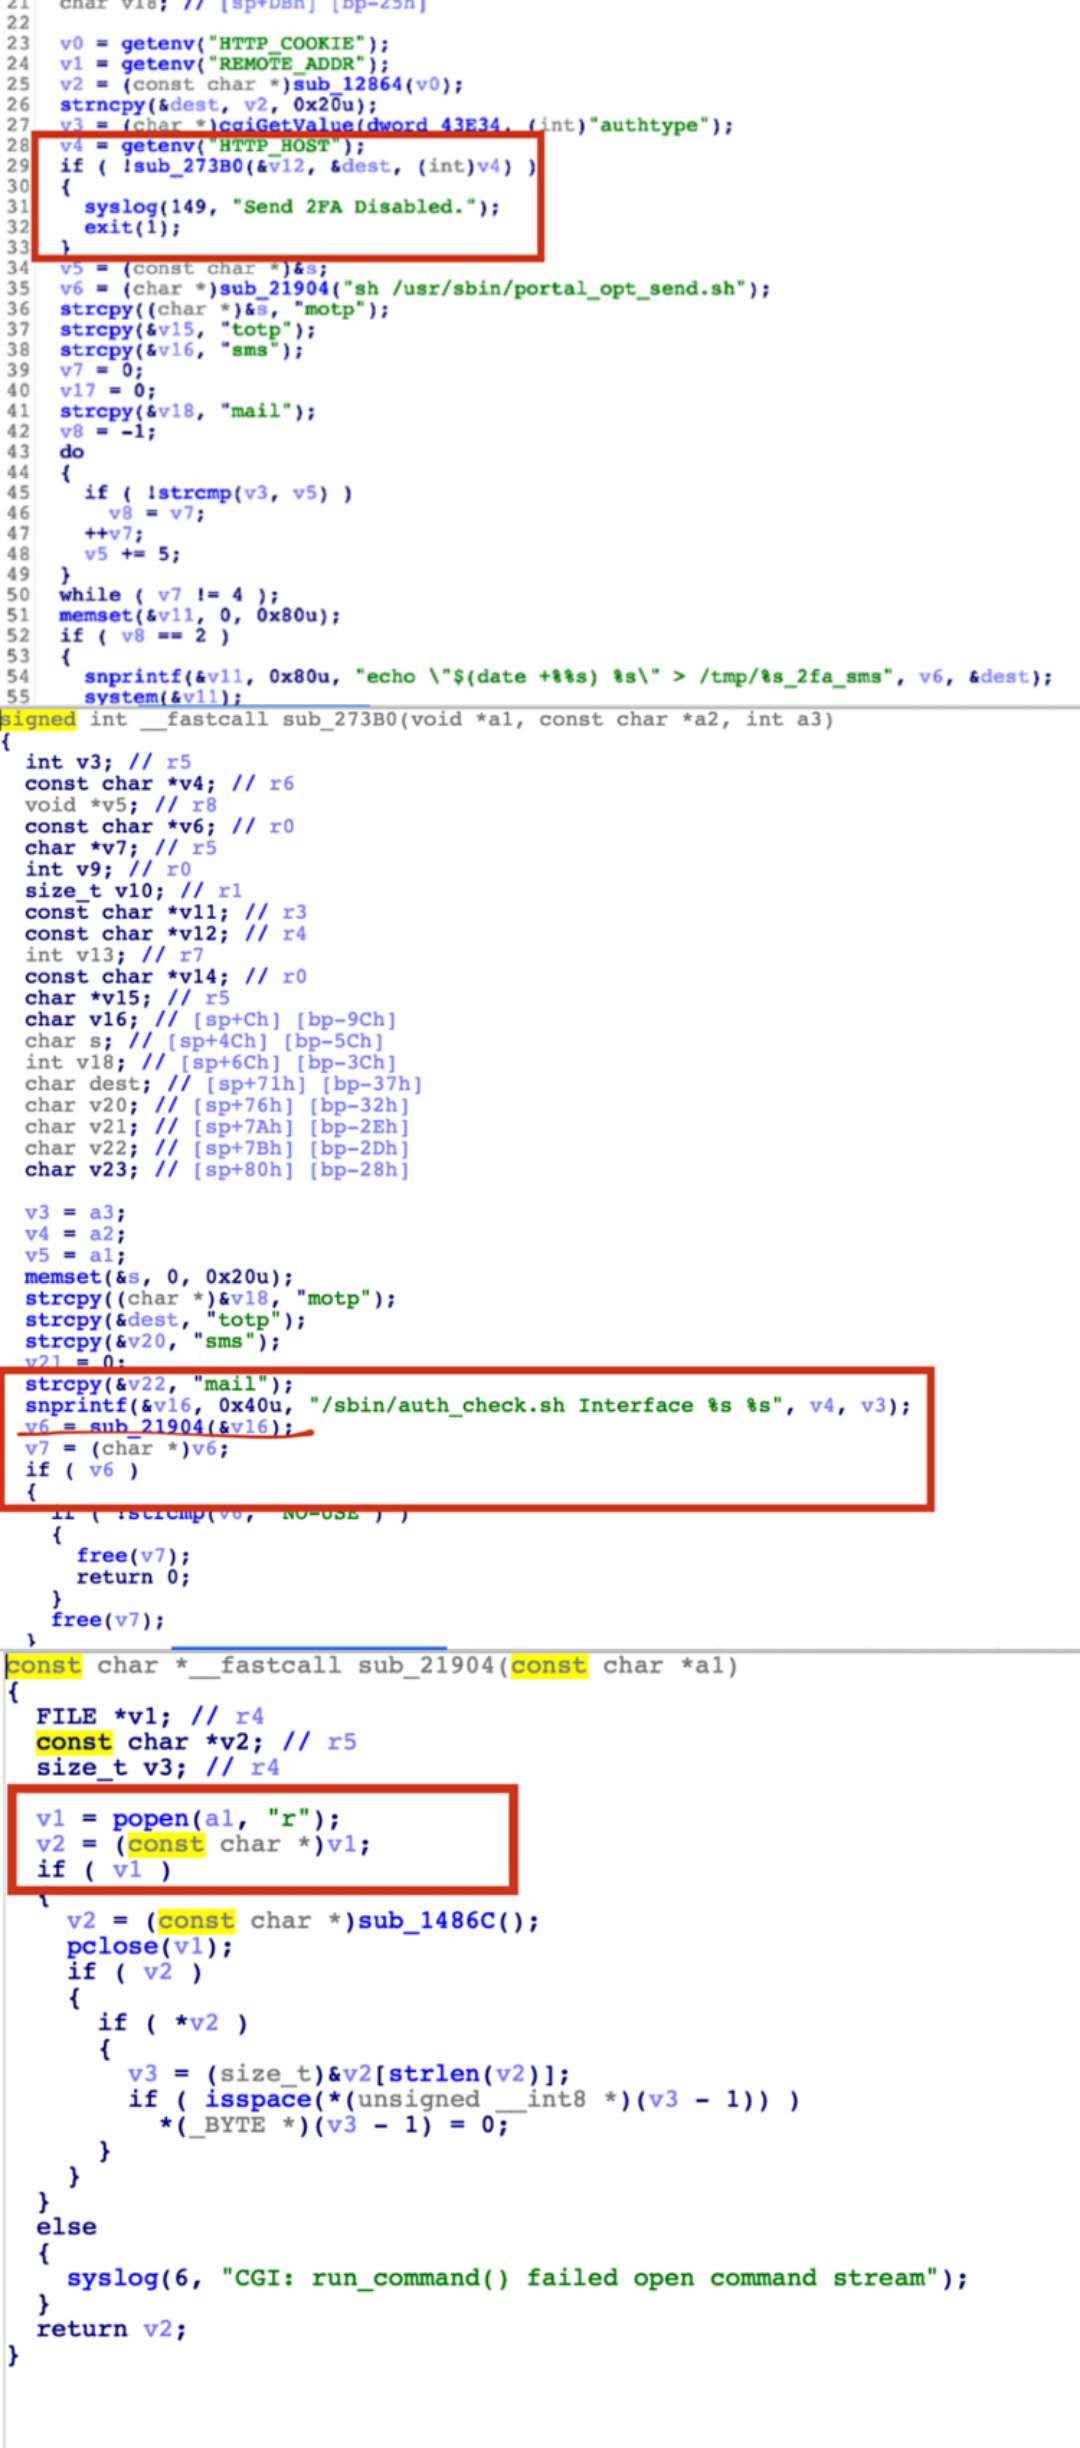 21 char v18; // [sp+DBh] [bp-25h]
22
23 v0 = getenv("HTTP_COOKIE");
24 v1 = getenv("REMOTE_ADDR");
25 v2 = (const char *)sub_12864(v0);
26 strncpy(&dest, v2, 0x20u);
27 v3 = (char *)cgiGetValue(dword_43E34, (int)"authtype");
28 v4 = getenv("HTTP_HOST");
29 if ( !sub_273B0(&v12, &dest, (int)v4) )
30 {
31 syslog(149, "Send 2FA Disabled.");
32 exit(1);
33 }
34 v5 = (const char *)&s;
35 v6 = (char *)sub_21904("sh /usr/sbin/portal_opt_send.sh");
36 strcpy((char *)&s, "motp");
37 strcpy(&v15, "totp");
38 strcpy(&v16, "sms");
39 v7 = 0;
40 v17 = 0;
41 strcpy(&v18, "mail");
42 v8 = -1;
43 do
44 {
45 if ( !strcmp(v3, v5) )
46 v8 = v7;
47 ++v7;
48 v5 += 5;
49 }
50 while ( v7 != 4 );
51 memset(&v11, 0, 0x80u);
52 if ( v8 == 2 )
53 {
54 snprintf(&v11, 0x80u, "echo \"$(date +%%s) %s\" > /tmp/%s_2fa_sms", v6, &dest);
55 system(&v11);
signed int __fastcall sub_273B0(void *a1, const char *a2, int a3)
{
int v3; // r5
const char *v4; // r6
void *v5; // r8
const char *v6; // r0
char *v7; // r5
int v9; // r0
size_t v10; // r1
const char *v11; // r3
const char *v12; // r4
int v13; // r7
const char *v14; // r0
char *v15; // r5
char v16; // [sp+Ch] [bp-9Ch]
char s; // [sp+4Ch] [bp-5Ch]
int v18; // [sp+6Ch] [bp-3Ch]
char dest; // [sp+71h] [bp-37h]
char v20; // [sp+76h] [bp-32h]
char v21; // [sp+7Ah] [bp-2Eh]
char v22; // [sp+7Bh] [bp-2Dh]
char v23; // [sp+80h] [bp-28h]
v3 = a3;
v4 = a2;
v5 = a1;
memset(&s, 0, 0x20u);
strcpy((char *)&v18, "motp");
strcpy(&dest, "totp");
strcpy(&v20, "sms");
v21 = 0;
strcpy(&v22, "mail");
snprintf(&v16, 0x40u, "/sbin/auth_check.sh Interface %s %s", v4, v3);
v6 = sub_21904(&v16);
v7 = (char *)v6;
if ( v6 )
{
if ( !strcmp(v6, "NO-USE") )
{
free(v7);
return 0;
}
free(v7);
}
const char *__fastcall sub_21904(const char *a1)
{
FILE *v1; // r4
const char *v2; // r5
size_t v3; // r4
v1 = popen(a1, "r");
v2 = (const char *)v1;
if ( v1 )
{
v2 = (const char *)sub_1486C();
pclose(v1);
if ( v2 )
{
if ( *v2 )
{
v3 = (size_t)&v2[strlen(v2)];
if ( isspace(*(unsigned __int8 *)(v3 - 1)) )
*(_BYTE *)(v3 - 1) = 0;
}
}
}
else
{
syslog(6, "CGI: run_command() failed open command stream");
}
return v2;
}